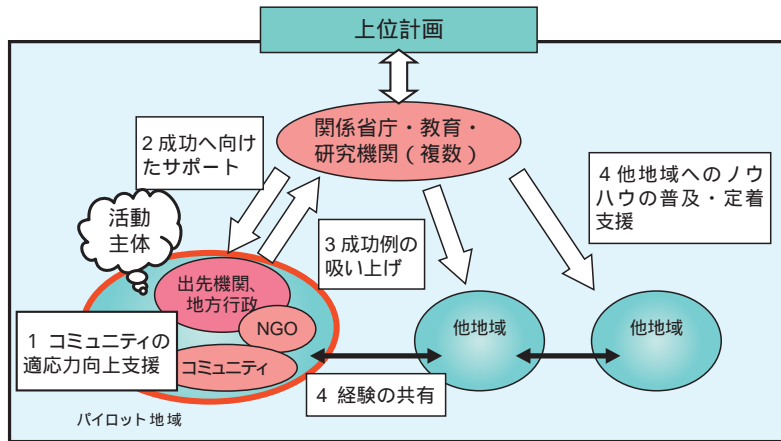 上位計画
関係省庁・教育・
研究機関（複数）
2 成功へ向け
たサポート
4 他地域へのノウ
ハウの普及・定着
支援
活動
主体
3 成功例の
吸い上げ
出先機関、
地方行政
NGO
コミュニティ
1 コミュニティの
適応力向上支援
他地域
他地域
4 経験の共有
パイロット地域